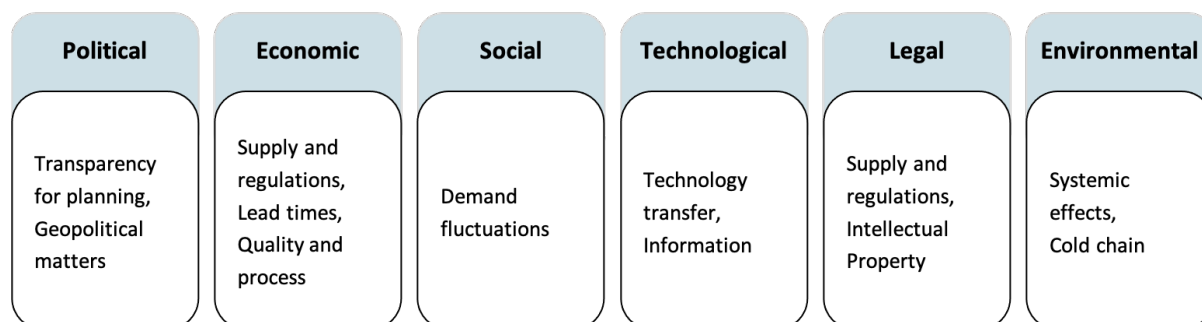 Political
Transparency
for planning,
Geopolitical
matters
Economic
Supply and
regulations,
Lead times,
Quality and
process
Social
Demand
fluctuations
Technological
Technology
transfer,
Information
Legal
Supply and
regulations,
Intellectual
Property
Environmental
Systemic
effects,
Cold chain